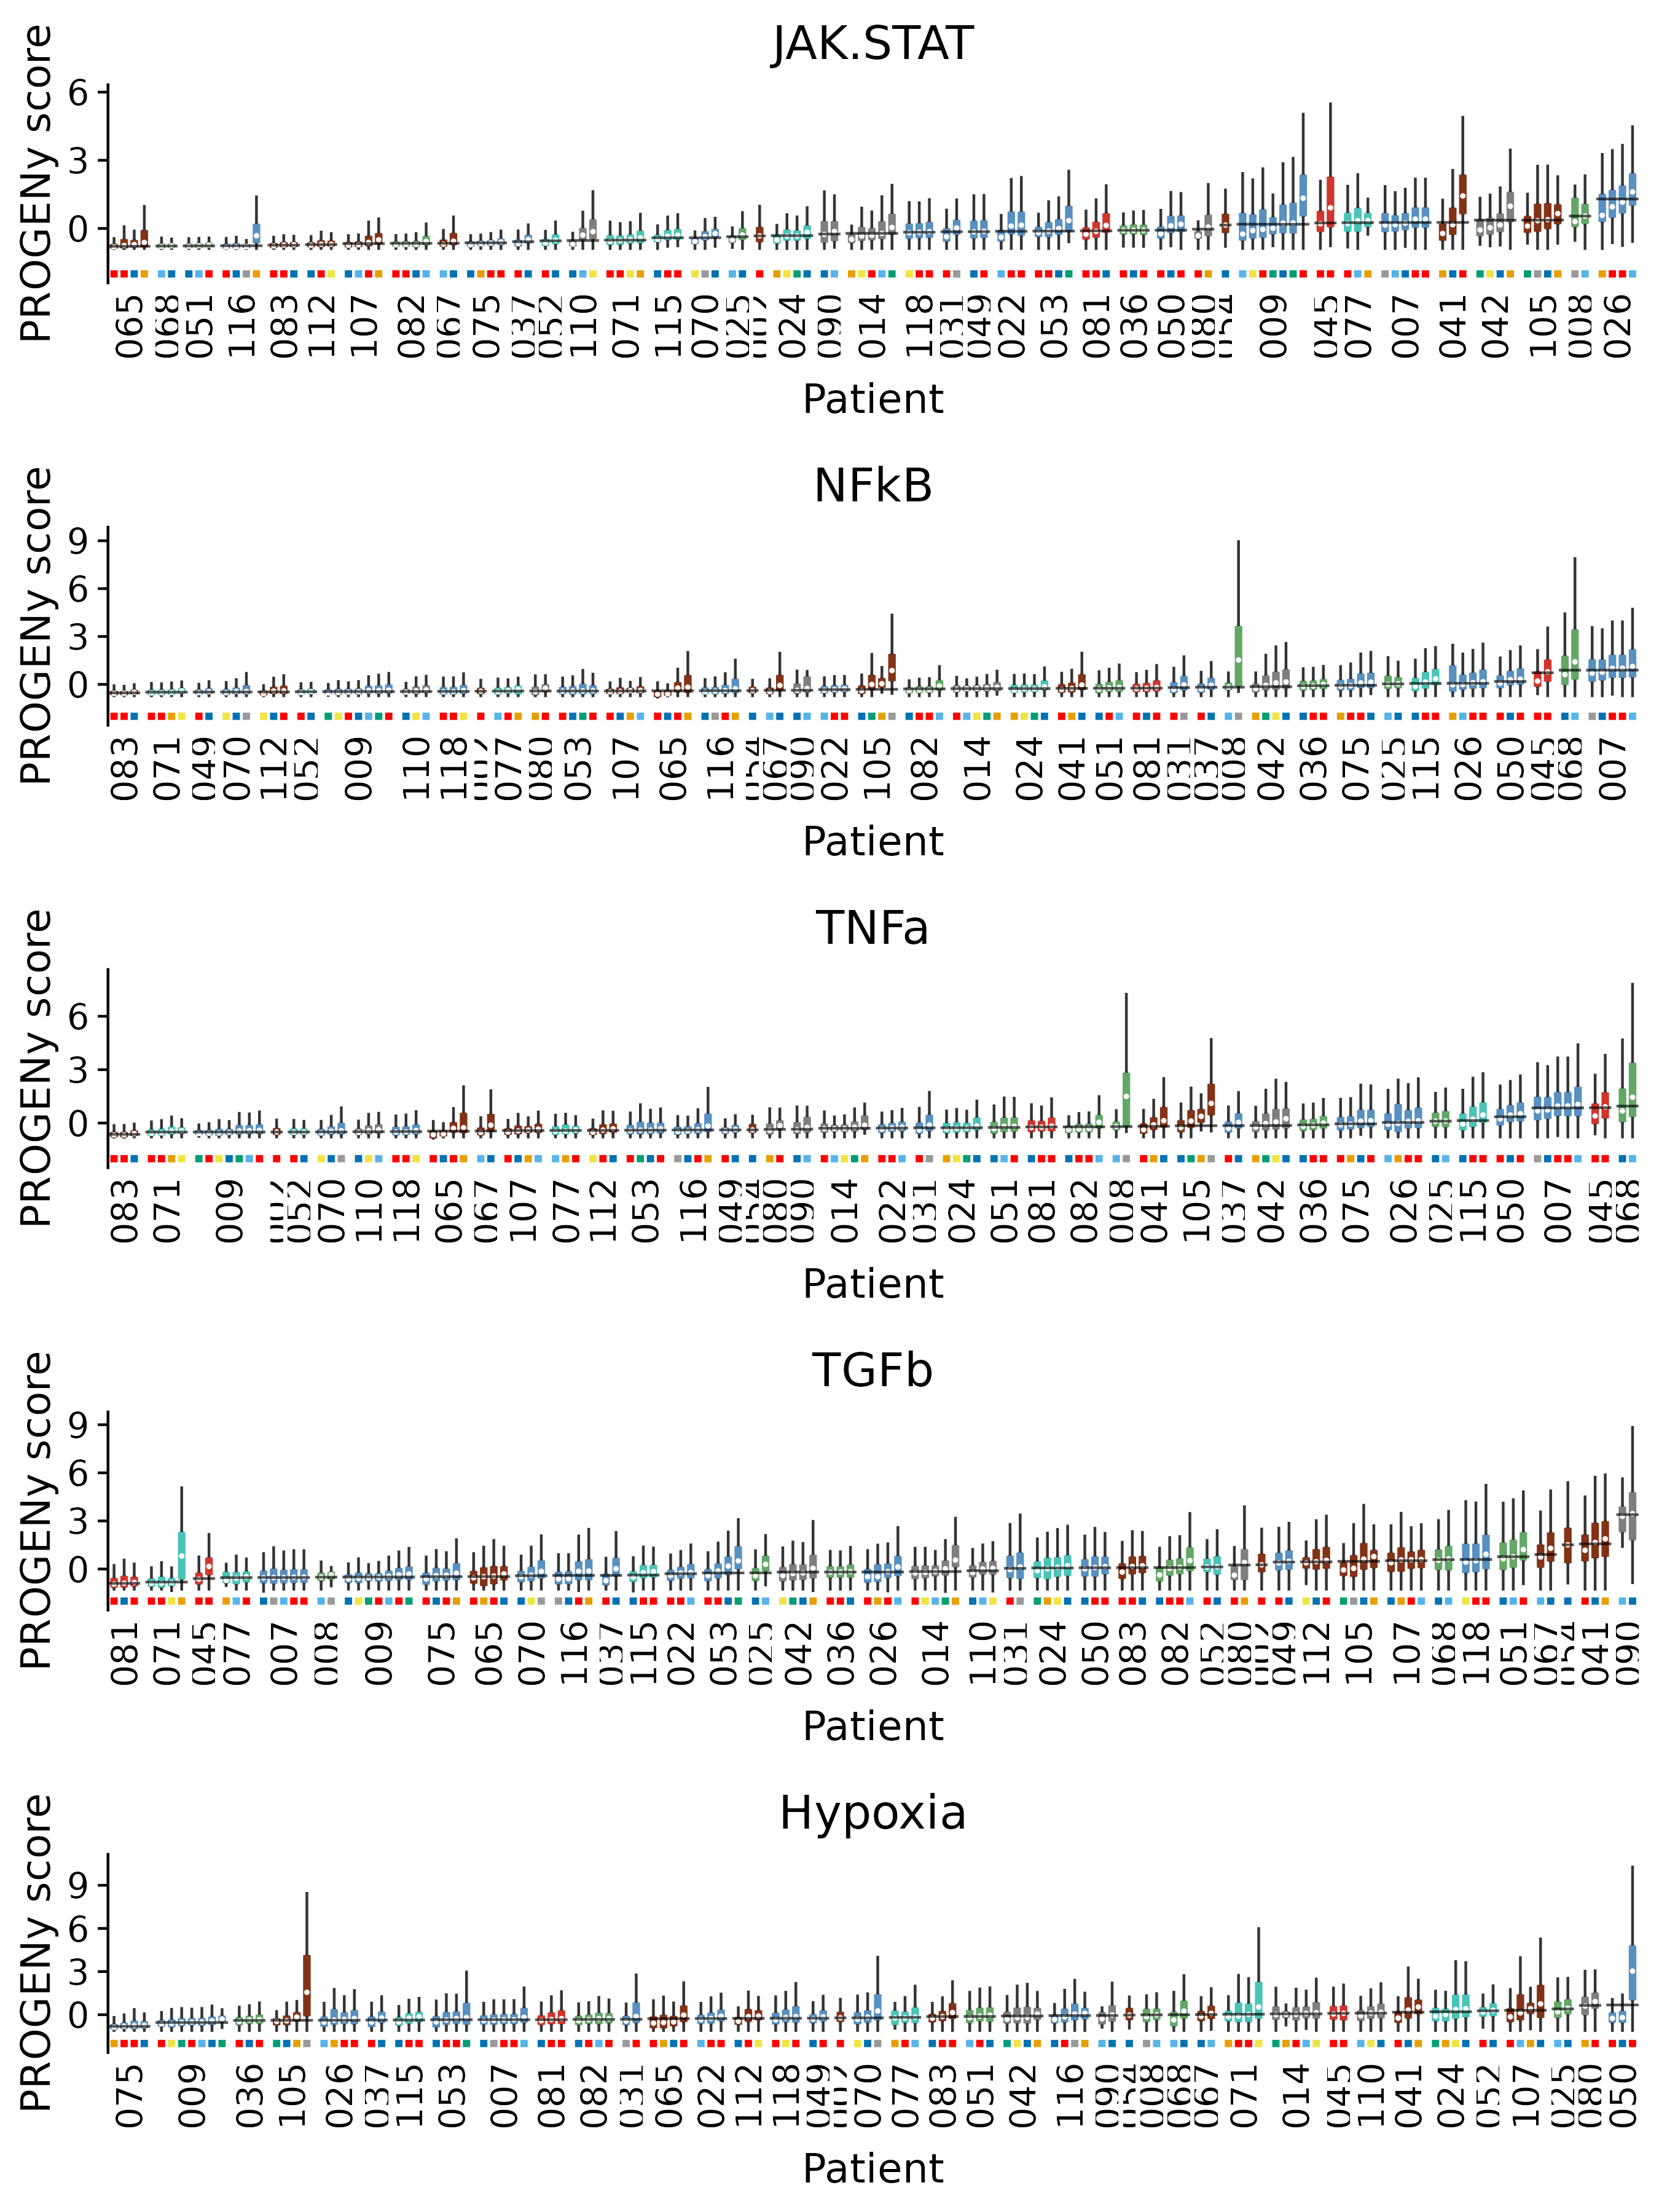 JAK.STAT
PROGENy score
6
3
0
065 068 051 116 083 112 107 082 067 075 037 052 110 071 115 070 025 024 090 014 118 031 049 022 053 081 036 050 080 009 045 077 007 041 042 105 008 026
Patient
NFkB
PROGENy score
9
6
3
0
083 071 049 070 112 052 009 110 118 077 080 053 107 065 116 067 090 022 105 082 014 024 041 051 081 031 037 008 042 036 075 025 115 026 050 045 068 007
Patient
TNFa
PROGENy score
6
3
0
083 071 009 052 070 110 118 065 067 107 077 112 053 116 049 080 090 014 022 031 024 051 081 082 008 041 105 037 042 036 075 026 025 115 050 007 045 068
Patient
TGFb
PROGENy score
9
6
3
0
081 071 045 077 007 008 009 075 065 070 116 037 115 022 053 025 042 036 026 014 110 031 024 050 083 082 052 080 049 112 105 107 068 118 051 067 041 090
Patient
Hypoxia
PROGENy score
9
6
3
0
075 009 036 105 026 037 115 053 007 081 082 031 065 022 112 118 049 070 077 083 051 042 116 090 008 068 067 071 014 045 110 041 024 052 107 025 080 050
Patient